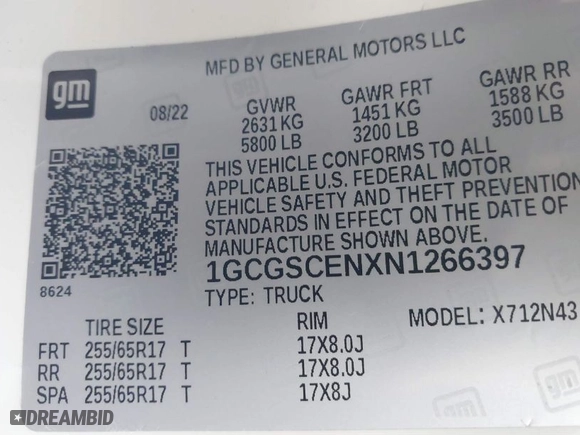 gm
MFD BY GENERAL MOTORS LLC
08/22
GVWR GAWR FRT GAWR RR
2631 KG 1451 KG 1588 KG
5800 LB 3200 LB 3500 LB
THIS VEHICLE CONFORMS TO ALL
APPLICABLE U.S. FEDERAL MOTOR
VEHICLE SAFETY AND THEFT PREVENTION
STANDARDS IN EFFECT ON THE DATE OF
MANUFACTURE SHOWN ABOVE.
8624
1GCGSCENXN1266397
TYPE: TRUCK MODEL: X712N43
TIRE SIZE RIM
FRT 255/65R17 T 17X8.0J
RR 255/65R17 T 17X8.0J
SPA 255/65R17 T 17X8J
gm
DREAMBID